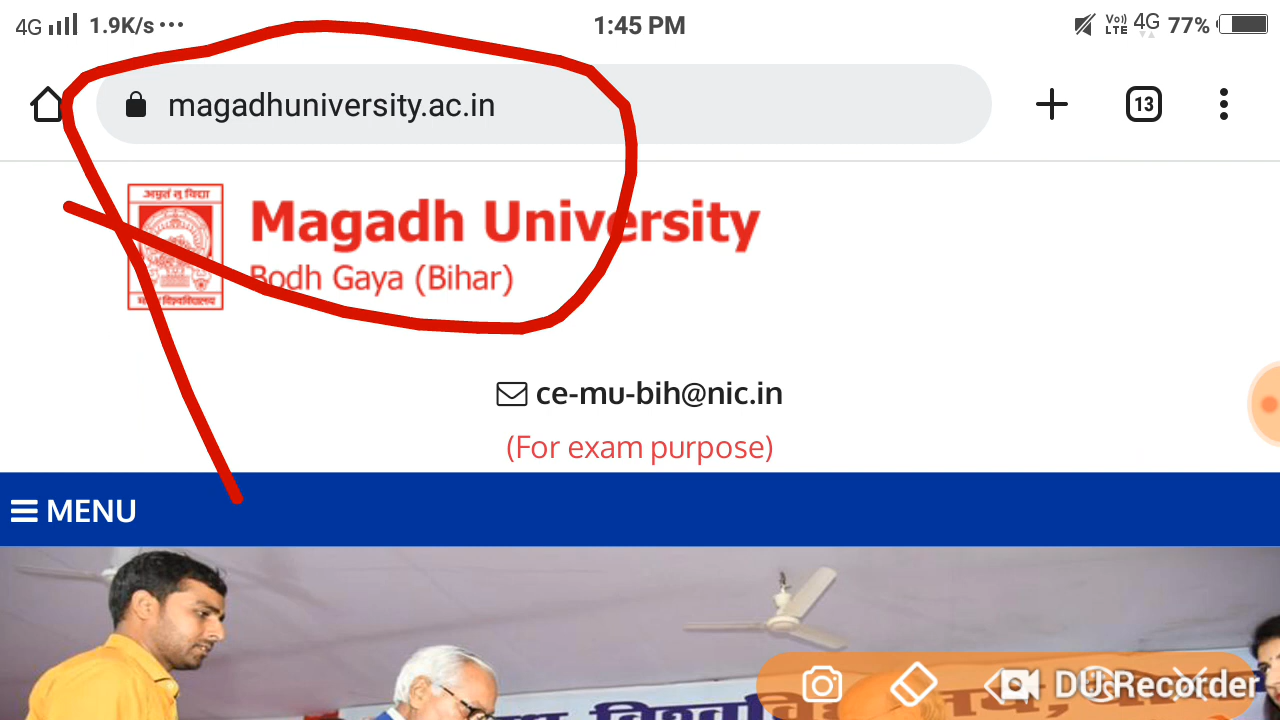 4G 1.9K/s ... 1:45 PM Vo) LTE 4G 77%
magadhuniversity.ac.in 13
अमृतं तु विद्या
Magadh University
Bodh Gaya (Bihar)
ce-mu-bih@nic.in
(For exam purpose)
MENU
DU Recorder